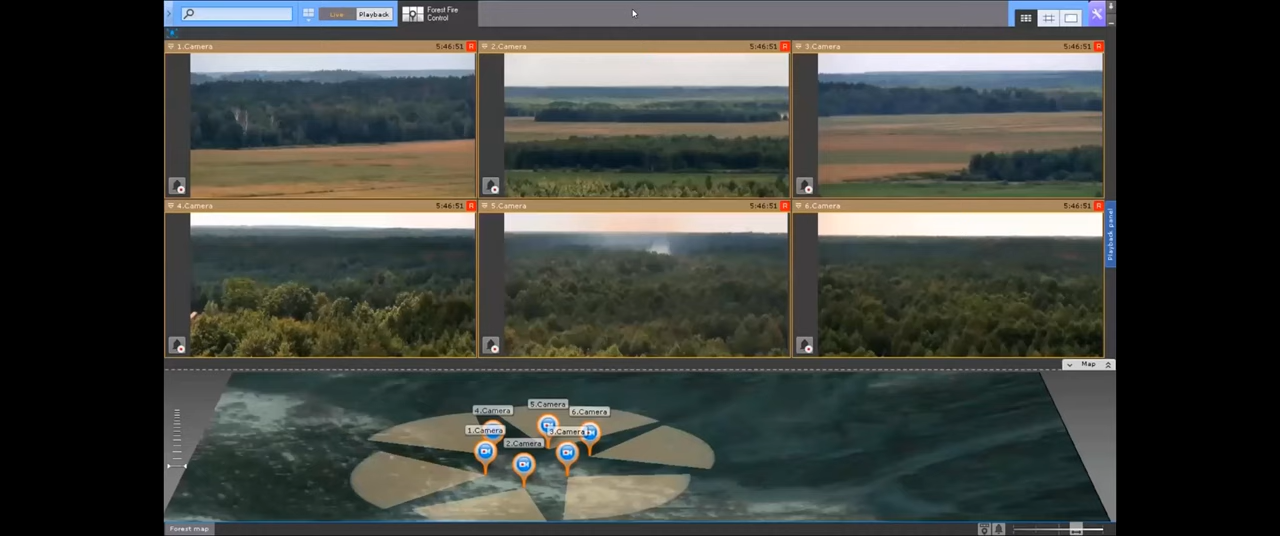 Live
Playback
Forest Fire
Control
1.Camera 5:46:51 R
2.Camera 5:46:51 R
3.Camera 5:46:51 R
4.Camera 5:46:51 R
5.Camera 5:46:51 R
6.Camera 5:46:51 R
Playback panel
Map
5.Camera
4.Camera
6.Camera
1.Camera
3.Camera
2.Camera
Forest map